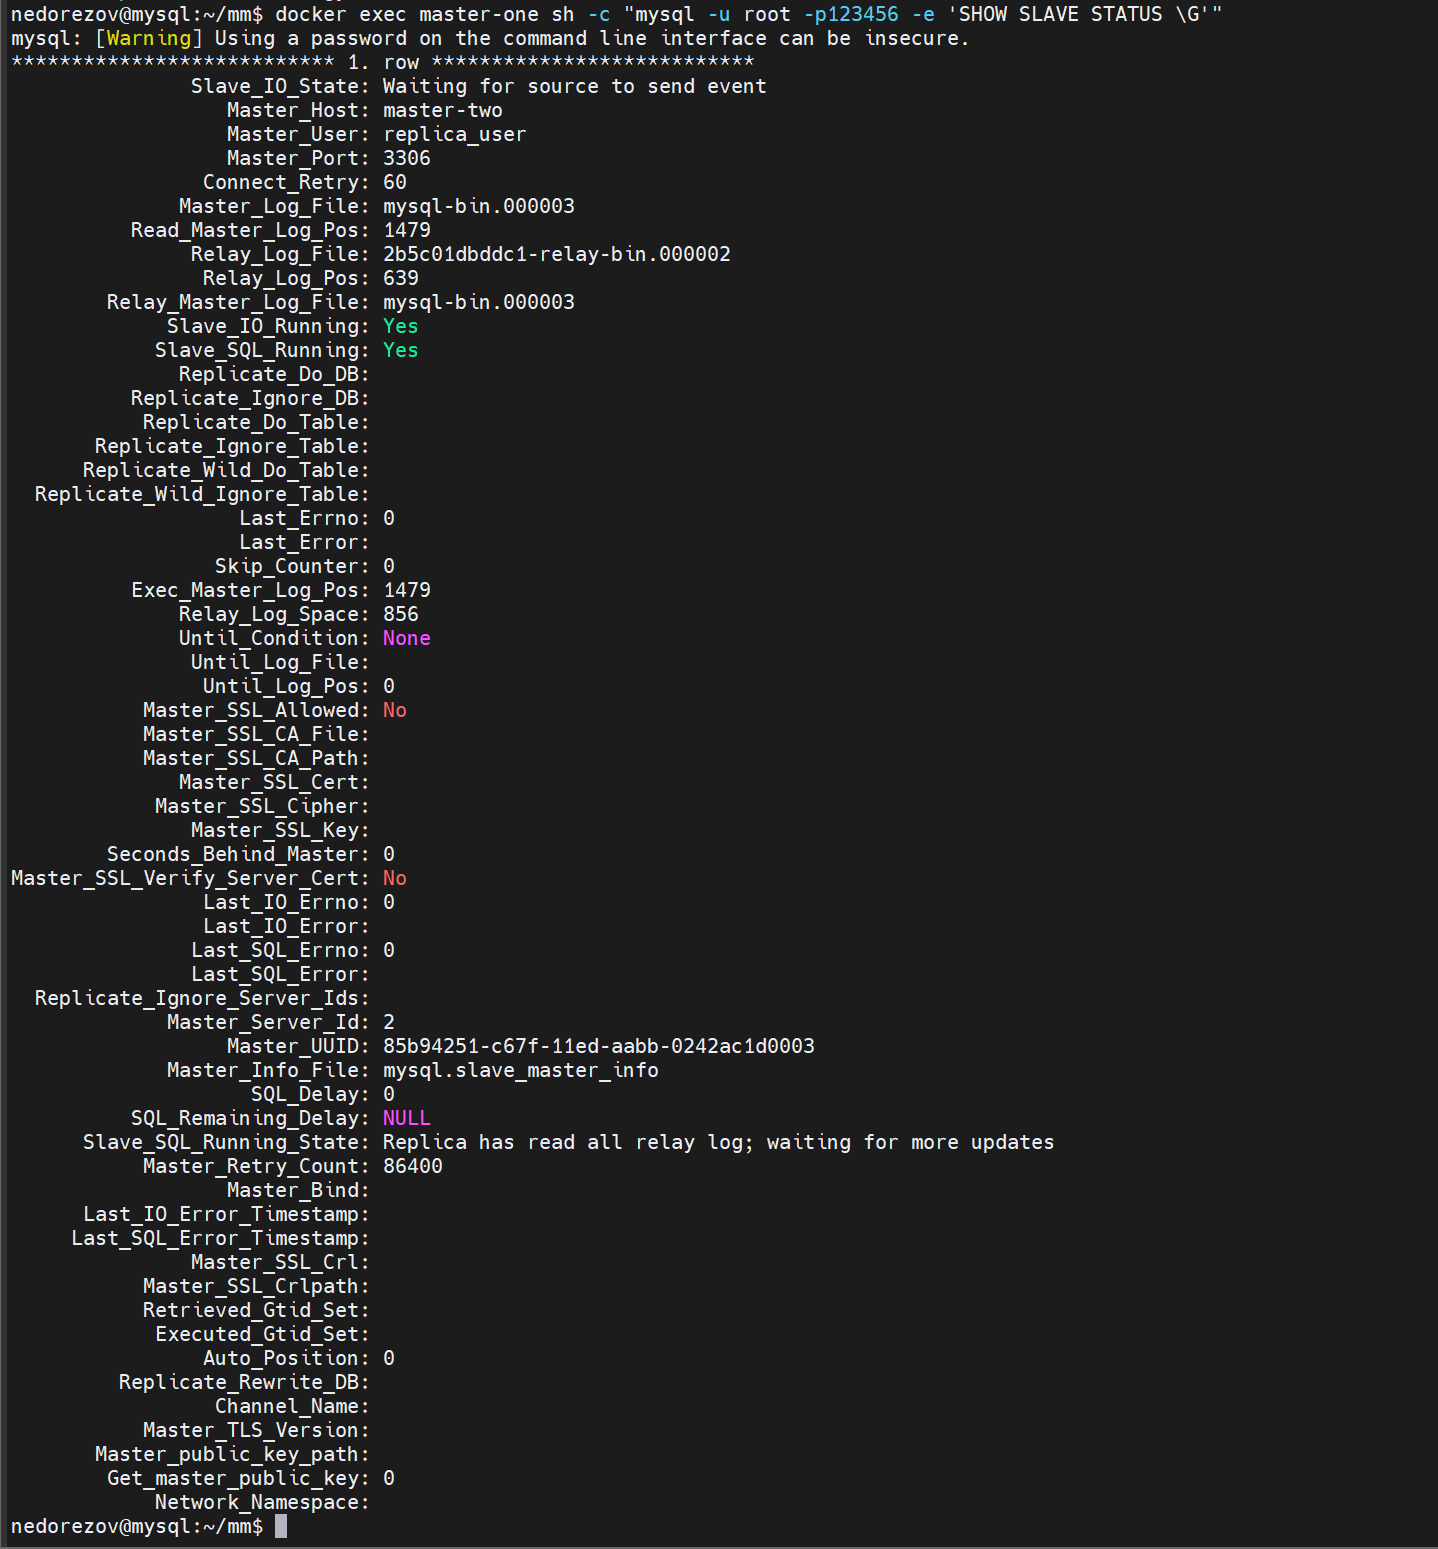 nedorezov@mysql:~/mm$ docker exec master-one sh -c "mysql -u root -p123456 -e 'SHOW SLAVE STATUS \G'"
mysql: [Warning] Using a password on the command line interface can be insecure.
*************************** 1. row ***************************
Slave_IO_State: Waiting for source to send event
Master_Host: master-two
Master_User: replica_user
Master_Port: 3306
Connect_Retry: 60
Master_Log_File: mysql-bin.000003
Read_Master_Log_Pos: 1479
Relay_Log_File: 2b5c01dbddc1-relay-bin.000002
Relay_Log_Pos: 639
Relay_Master_Log_File: mysql-bin.000003
Slave_IO_Running: Yes
Slave_SQL_Running: Yes
Replicate_Do_DB:
Replicate_Ignore_DB:
Replicate_Do_Table:
Replicate_Ignore_Table:
Replicate_Wild_Do_Table:
Replicate_Wild_Ignore_Table:
Last_Errno: 0
Last_Error:
Skip_Counter: 0
Exec_Master_Log_Pos: 1479
Relay_Log_Space: 856
Until_Condition: None
Until_Log_File:
Until_Log_Pos: 0
Master_SSL_Allowed: No
Master_SSL_CA_File:
Master_SSL_CA_Path:
Master_SSL_Cert:
Master_SSL_Cipher:
Master_SSL_Key:
Seconds_Behind_Master: 0
Master_SSL_Verify_Server_Cert: No
Last_IO_Errno: 0
Last_IO_Error:
Last_SQL_Errno: 0
Last_SQL_Error:
Replicate_Ignore_Server_Ids:
Master_Server_Id: 2
Master_UUID: 85b94251-c67f-11ed-aabb-0242ac1d0003
Master_Info_File: mysql.slave_master_info
SQL_Delay: 0
SQL_Remaining_Delay: NULL
Slave_SQL_Running_State: Replica has read all relay log; waiting for more updates
Master_Retry_Count: 86400
Master_Bind:
Last_IO_Error_Timestamp:
Last_SQL_Error_Timestamp:
Master_SSL_Crl:
Master_SSL_Crlpath:
Retrieved_Gtid_Set:
Executed_Gtid_Set:
Auto_Position: 0
Replicate_Rewrite_DB:
Channel_Name:
Master_TLS_Version:
Master_public_key_path:
Get_master_public_key: 0
Network_Namespace:
nedorezov@mysql:~/mm$